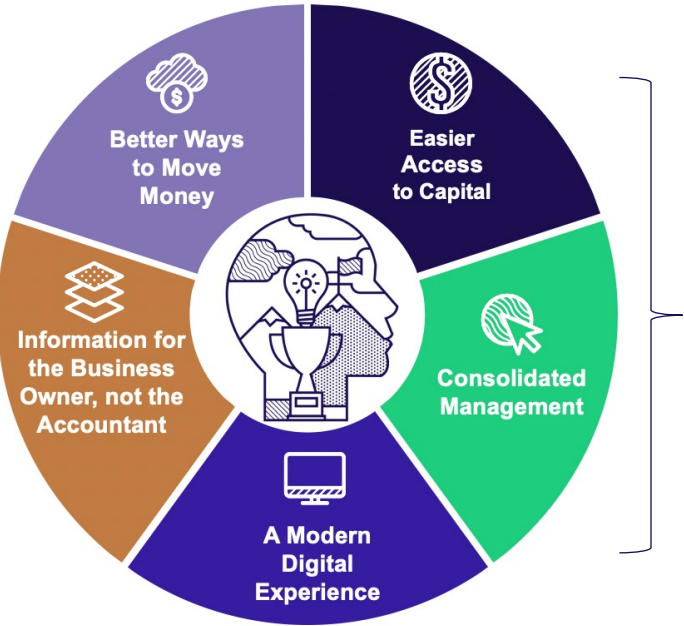 Better Ways
to Move
Money
Easier
Access
to Capital
Information for
the Business
Owner, not the
Accountant
Consolidated
Management
A Modern
Digital
Experience